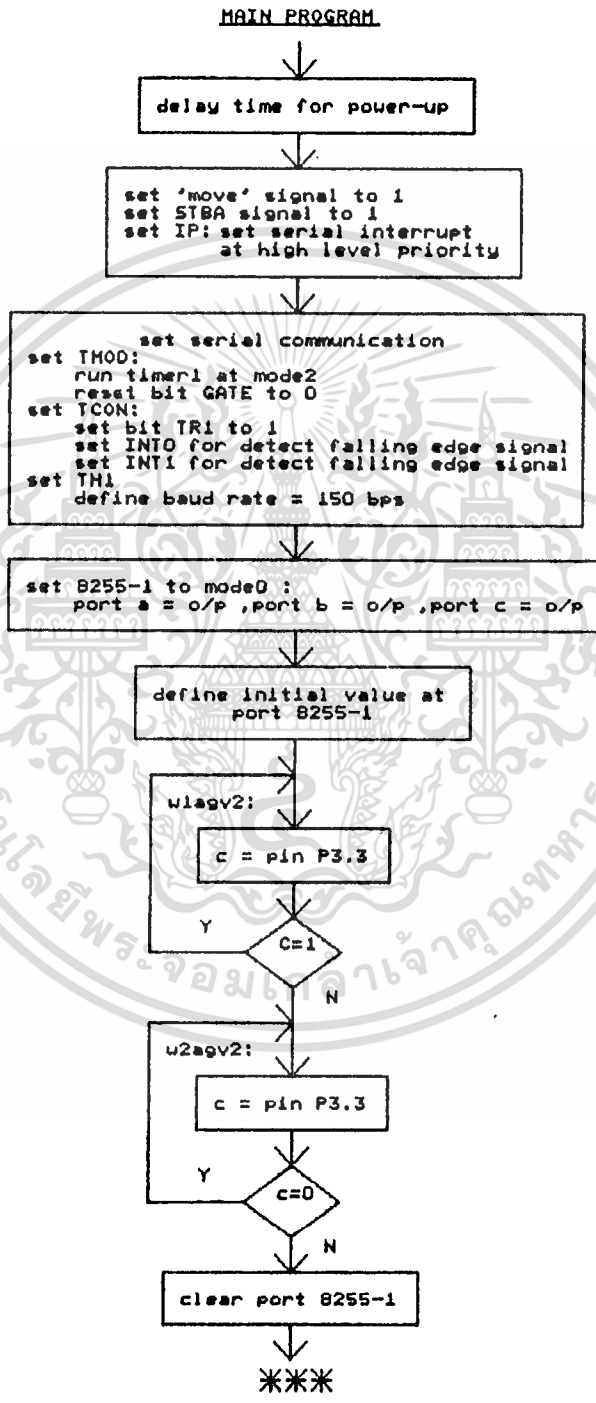 MAIN PROGRAM
delay time for power-up
set 'move' signal to 1
set STBA signal to 1
set IP: set serial interrupt
at high level priority
set serial communication
set TMOD:
run timer1 at mode2
reset bit GATE to 0
set TCON:
set bit TR1 to 1
set INT0 for detect falling edge signal
set INT1 for detect falling edge signal
set TH1
define baud rate = 150 bps
set 8255-1 to mode0 :
port a = o/p ,port b = o/p ,port c = o/p
define initial value at
port 8255-1
w1agv2:
c = pin P3.3
Y
C=1
N
w2agv2:
c = pin P3.3
Y
c=0
N
clear port 8255-1
***